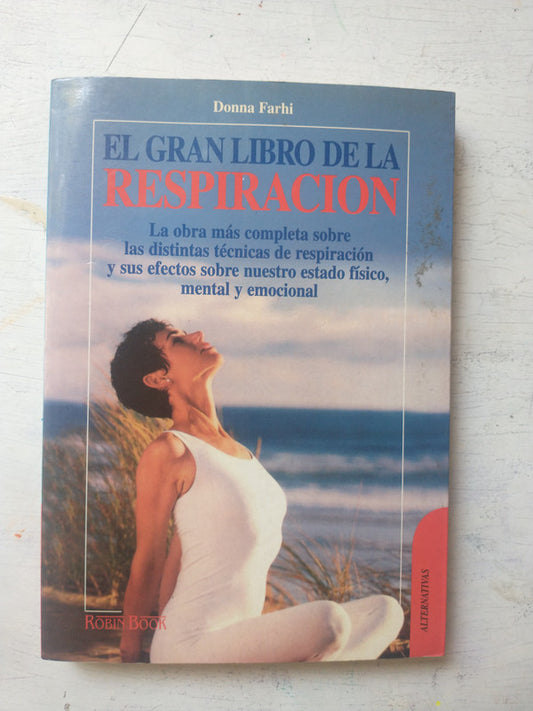 Donna Farhi
EL GRAN LIBRO DE LA
RESPIRACION
La obra más completa sobre
las distintas técnicas de respiración
y sus efectos sobre nuestro estado físico,
mental y emocional
ROBIN BOOK
ALTERNATIVAS